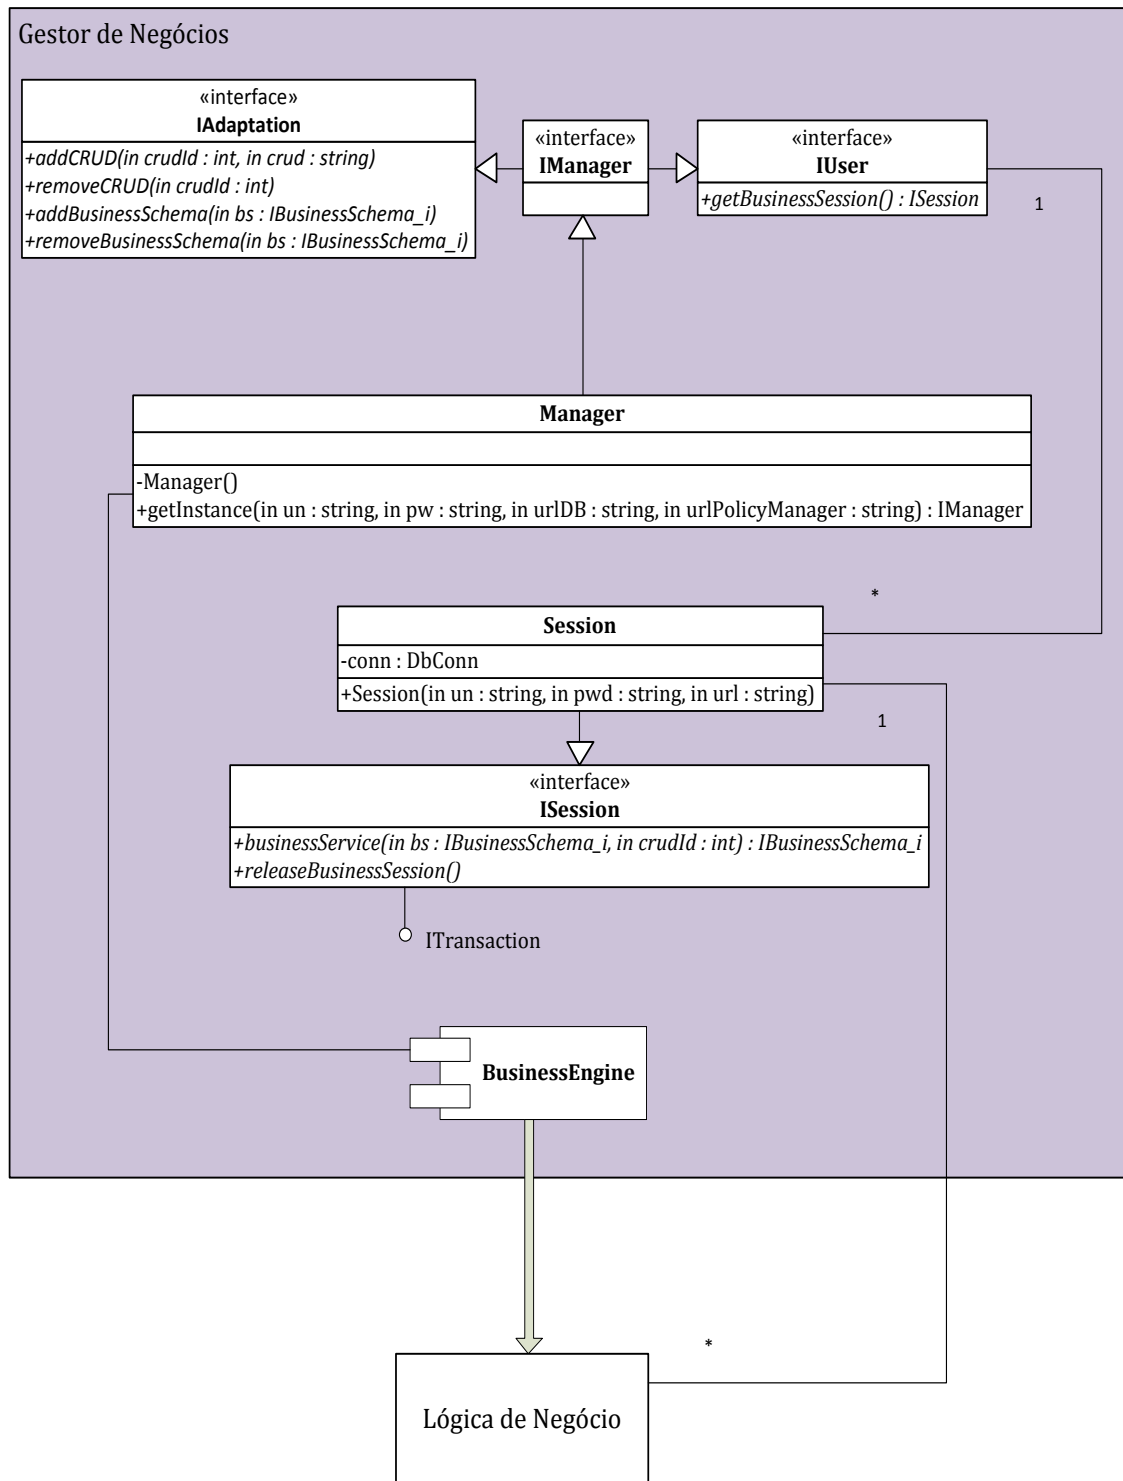 Gestor de Negócios
«interface»
IAdaptation
+addCRUD(in crudId : int, in crud : string)
+removeCRUD(in crudId : int)
+addBusinessSchema(in bs : IBusinessSchema_i)
+removeBusinessSchema(in bs : IBusinessSchema_i)
«interface»
IManager
«interface»
IUser
+getBusinessSession() : ISession
1
Manager
-Manager()
+getInstance(in un : string, in pw : string, in urlDB : string, in urlPolicyManager : string) : IManager
*
Session
-conn : DbConn
+Session(in un : string, in pwd : string, in url : string)
1
«interface»
ISession
+businessService(in bs : IBusinessSchema_i, in crudId : int) : IBusinessSchema_i
+releaseBusinessSession()
ITransaction
BusinessEngine
*
Lógica de Negócio